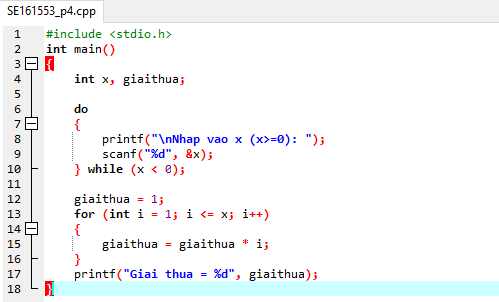 SE161553_p4.cpp
1 #include <stdio.h>
2 int main()
3 {
4     int x, giaithua;
5
6     do
7     {
8         printf("\nNhap vao x (x>=0): ");
9         scanf("%d", &x);
10     } while (x < 0);
11
12     giaithua = 1;
13     for (int i = 1; i <= x; i++)
14     {
15         giaithua = giaithua * i;
16     }
17     printf("Giai thua = %d", giaithua);
18 }